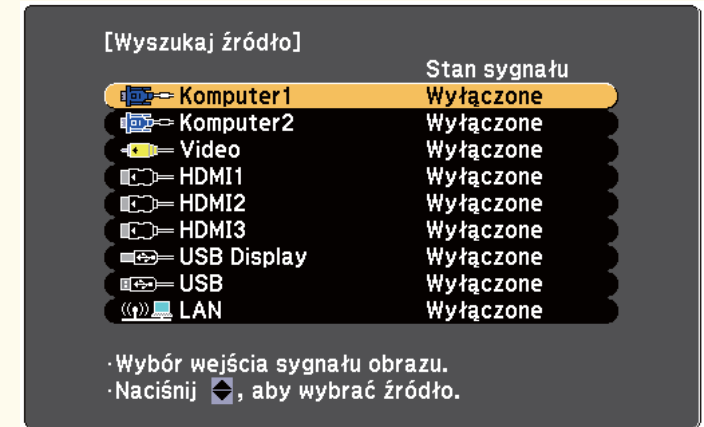 [Wyszukaj źródło]
Stan sygnału
Komputer1 Wyłączone
Komputer2 Wyłączone
Video Wyłączone
HDMI1 Wyłączone
HDMI2 Wyłączone
HDMI3 Wyłączone
USB Display Wyłączone
USB Wyłączone
LAN Wyłączone
·Wybór wejścia sygnału obrazu.
·Naciśnij , aby wybrać źródło.